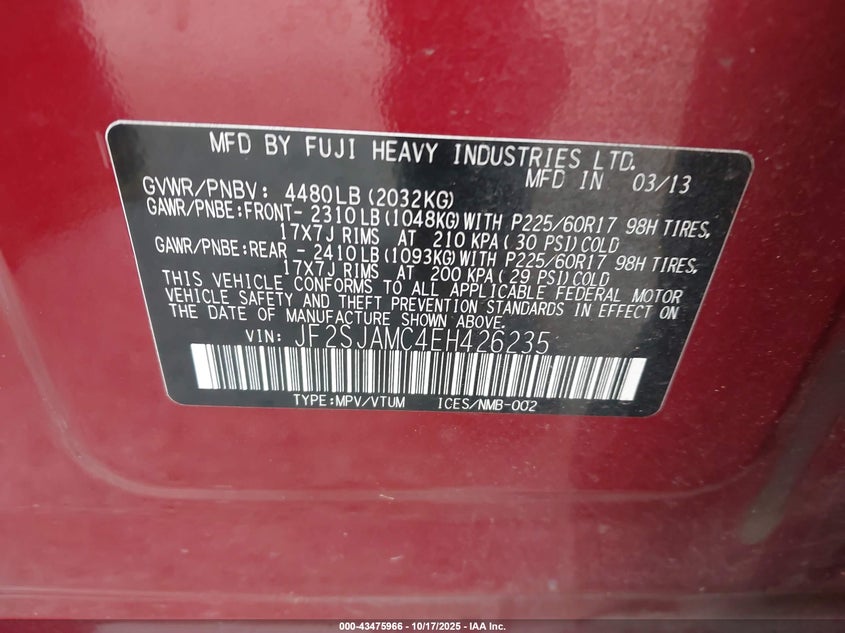 MFD BY FUJI HEAVY INDUSTRIES LTD.
MFD IN 03/13
GVWR/PNBV: 4480LB(2032KG)
GAWR/PNBE:FRONT- 2310LB(1048KG)WITH P225/60R17 98H TIRES,
17X7J RIMS AT 210 KPA( 30 PSI)COLD
GAWR/PNBE:REAR - 2410LB(1093KG)WITH P225/60R17 98H TIRES,
17X7J RIMS AT 200 KPA( 29 PSI)COLD
THIS VEHICLE CONFORMS TO ALL APPLICABLE FEDERAL MOTOR
VEHICLE SAFETY AND THEFT PREVENTION STANDARDS IN EFFECT ON
THE DATE OF MANUFACTURE SHOWN ABOVE.
VIN: JF2SJAMC4EH426235
TYPE:MPV/VTUM ICES/NMB-002
000-43475966 - 10/17/2025 - IAA Inc.